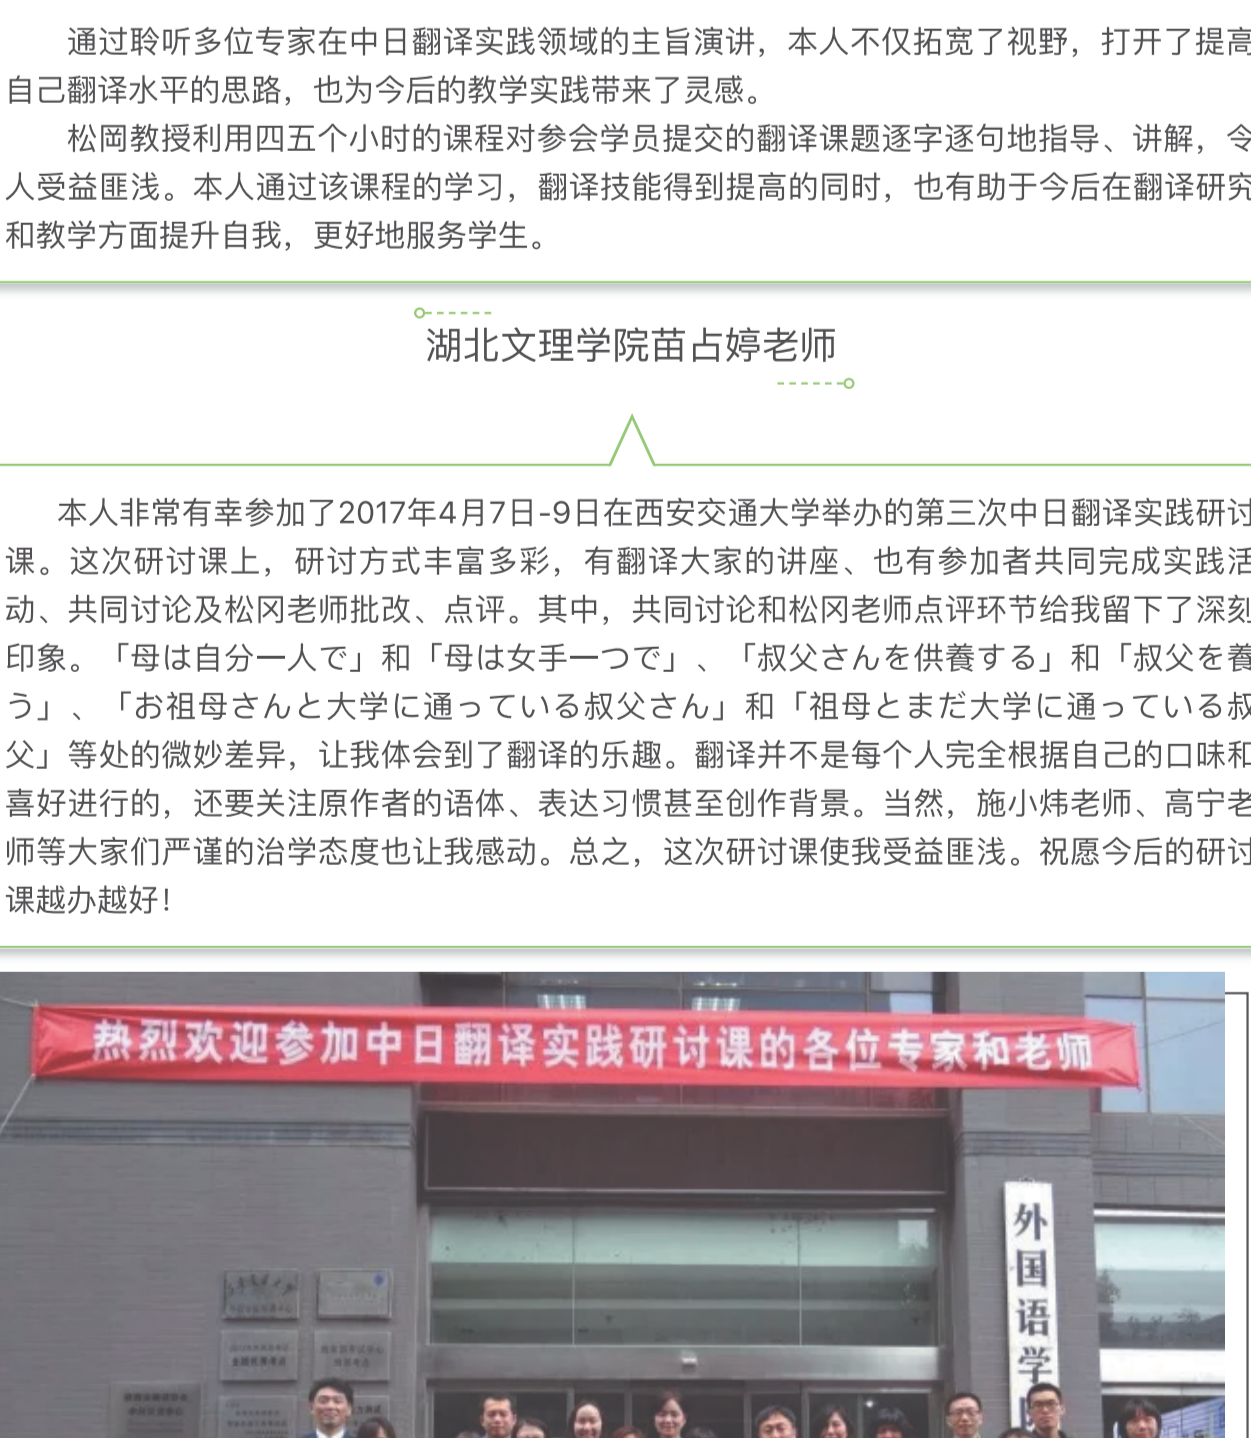 通过聆听多位专家在中日翻译实践领域的主旨演讲，本人不仅拓宽了视野，打开了提高
自己翻译水平的思路，也为今后的教学实践带来了灵感。
松岡教授利用四五个小时的课程对参会学员提交的翻译课题逐字逐句地指导、讲解，令
人受益匪浅。本人通过该课程的学习，翻译技能得到提高的同时，也有助于今后在翻译研究
和教学方面提升自我，更好地服务学生。
湖北文理学院苗占婷老师
本人非常有幸参加了2017年4月7日-9日在西安交通大学举办的第三次中日翻译实践研讨
课。这次研讨课上，研讨方式丰富多彩，有翻译大家的讲座、也有参加者共同完成实践活
动、共同讨论及松冈老师批改、点评。其中，共同讨论和松冈老师点评环节给我留下了深刻
印象。「母は自分一人で」和「母は女手一つで」、「叔父さんを供養する」和「叔父を養
う」、「お祖母さんと大学に通っている叔父さん」和「祖母とまだ大学に通っている叔
父」等处的微妙差异，让我体会到了翻译的乐趣。翻译并不是每个人完全根据自己的口味和
喜好进行的，还要关注原作者的语体、表达习惯甚至创作背景。当然，施小炜老师、高宁老
师等大家们严谨的治学态度也让我感动。总之，这次研讨课使我受益匪浅。祝愿今后的研讨
课越办越好！
热烈欢迎参加中日翻译实践研讨课的各位专家和老师
外国语学